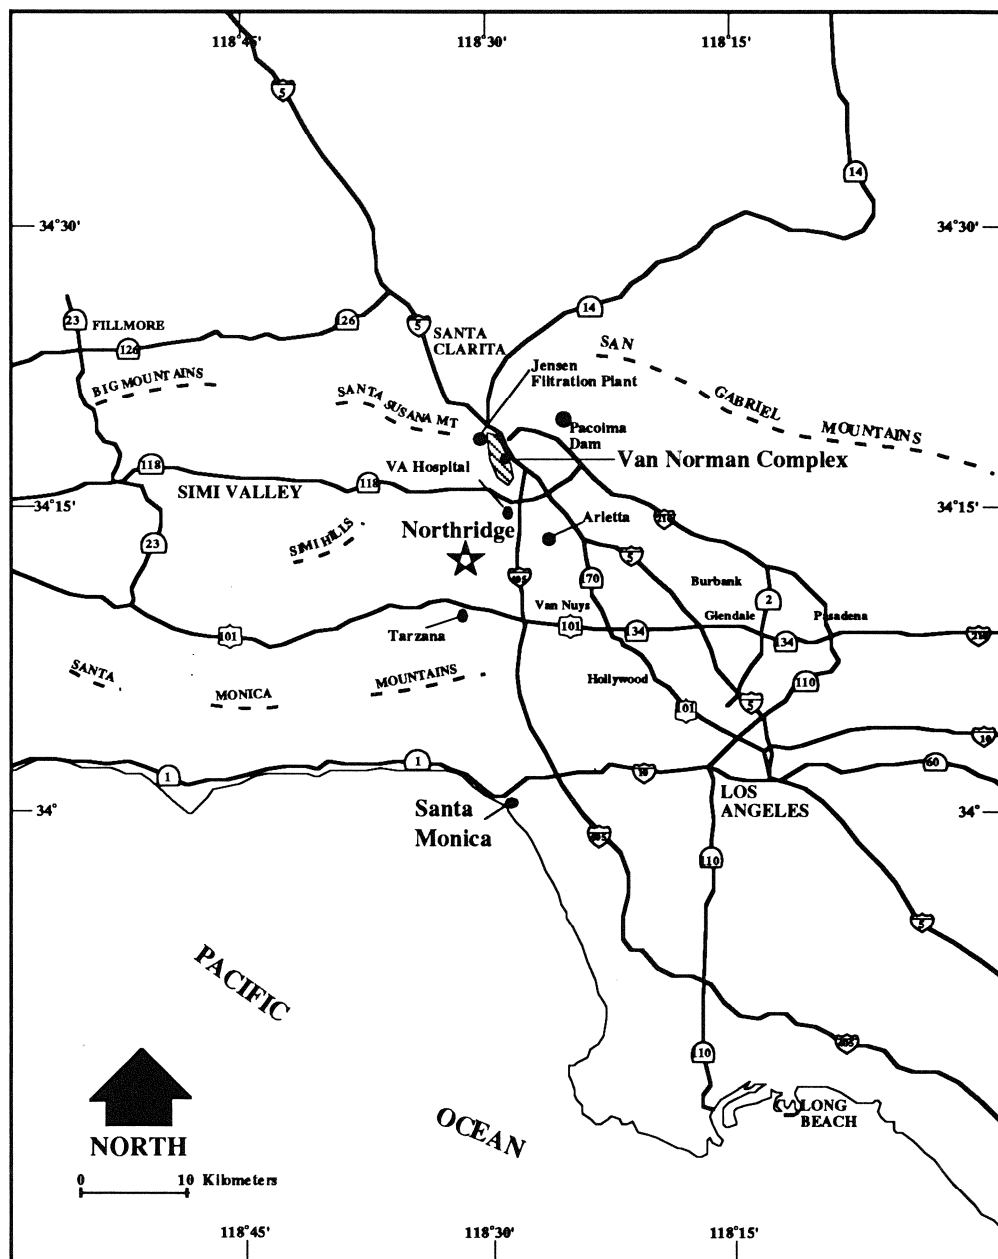 118°45' 118°30' 118°15'
5
14
34°30' 34°30'
23 FILLMORE 126 5 14
126
SANTA
CLARITA
SAN
GABRIEL
MOUNTAINS
Jensen
Filtration Plant
BIG MOUNTAINS
SANTA SUSANA MT
Pacoima
Dam
Van Norman Complex
118 VA Hospital
118
SIMI VALLEY
34°15' 34°15'
210
Northridge
Arletta
SIMI HILLS
23
5
405 170
Burbank
2
Van Nuys
Glendale Pasadena
101 Tarzana 101 134 134 210
SANTA
MONICA
MOUNTAINS
Hollywood
110
101 5
10
1 1 10 60
LOS
ANGELES
34° 34°
Santa
Monica
405
110
5
PACIFIC
OCEAN
405
110
LONG
BEACH
NORTH
0 10 Kilometers
118°45' 118°30' 118°15'